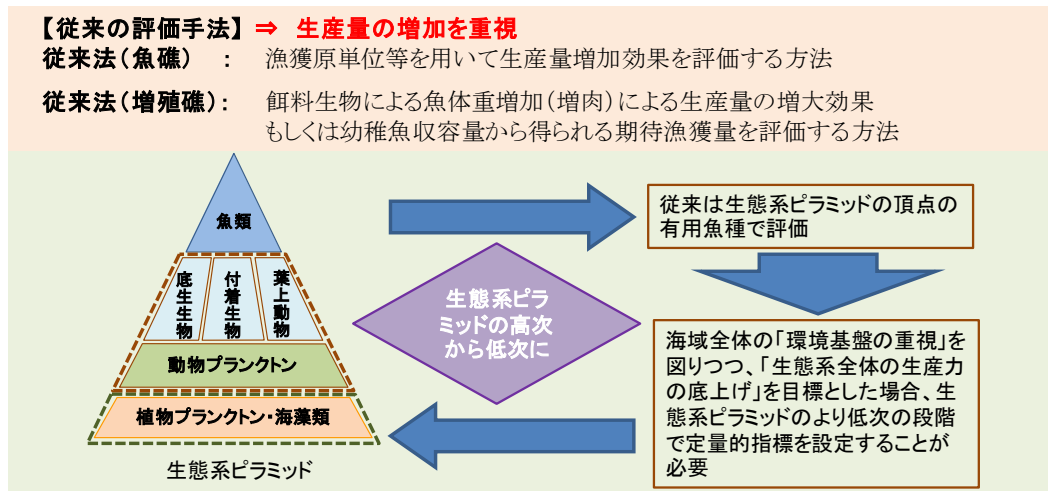 【従来の評価手法】 ⇒ 生産量の増加を重視
従来法（魚礁） ： 漁獲原単位等を用いて生産量増加効果を評価する方法
従来法（増殖礁）： 餌料生物による魚体重増加（増肉）による生産量の増大効果
もしくは幼稚魚収容量から得られる期待漁獲量を評価する方法
魚類
底生生物
付着生物
葉上動物
動物プランクトン
植物プランクトン・海藻類
生態系ピラミッド
生態系ピラ
ミッドの高次
から低次に
従来は生態系ピラミッドの頂点の
有用魚種で評価
海域全体の「環境基盤の重視」を
図りつつ、「生態系全体の生産力
の底上げ」を目標とした場合、生
態系ピラミッドのより低次の段階
で定量的指標を設定することが
必要